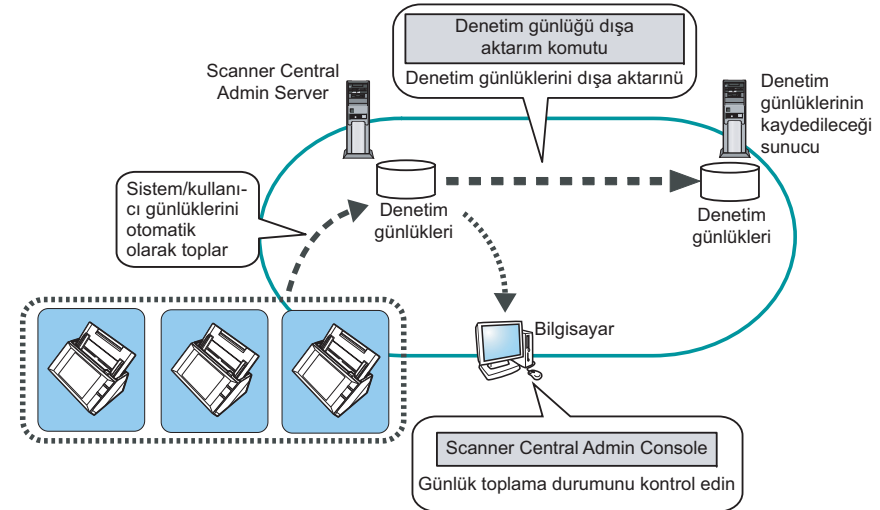 Denetim günlüğü dışa
aktarım komutu
Denetim günlüklerini dışa aktarınü
Scanner Central
Admin Server
Denetim
günlüklerinin
kaydedileceği
sunucu
Sistem/kullanı-
cı günlüklerini
otomatik
olarak toplar
Denetim
günlükleri
Denetim
günlükleri
Bilgisayar
Scanner Central Admin Console
Günlük toplama durumunu kontrol edin